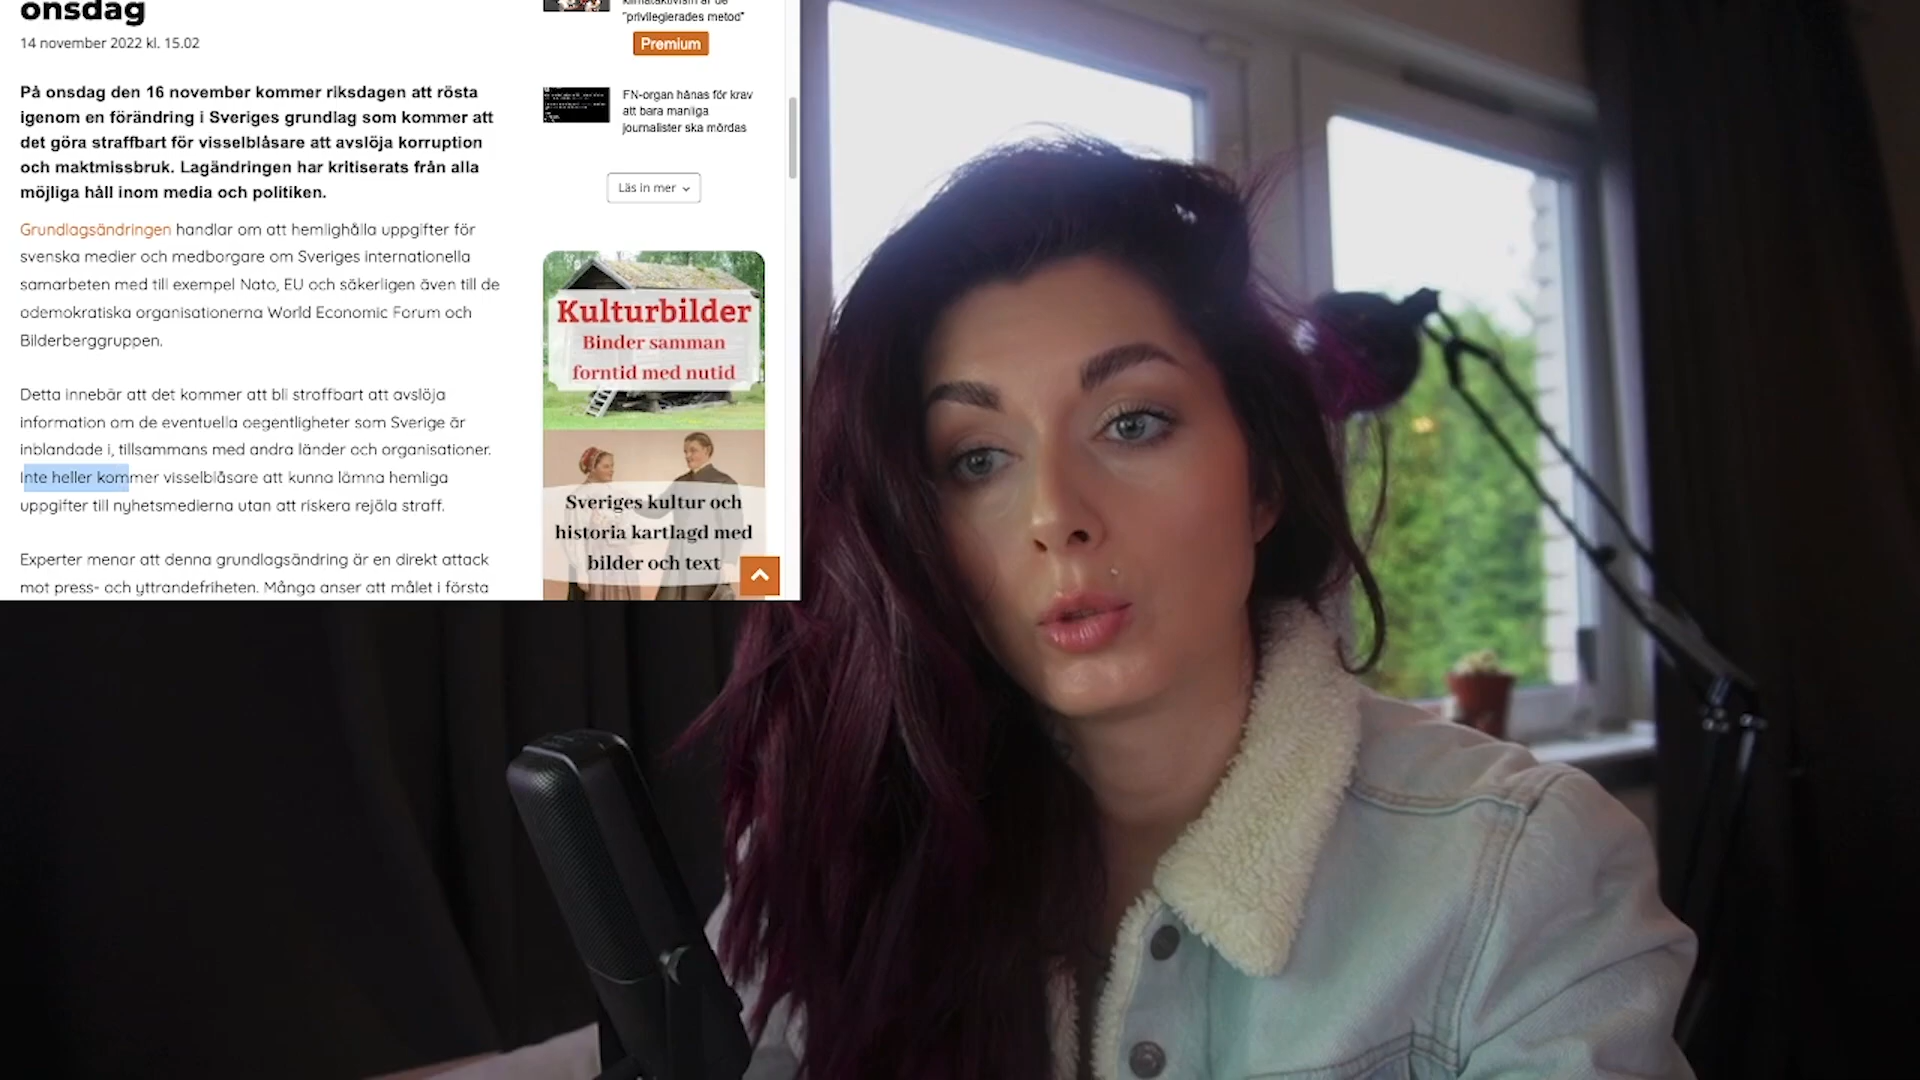 onsdag
14 november 2022 kl. 15.02
På onsdag den 16 november kommer riksdagen att rösta
igenom en förändring i Sveriges grundlag som kommer att
det göra straffbart för visselblåsare att avslöja korruption
och maktmissbruk. Lagändringen har kritiserats från alla
möjliga håll inom media och politiken.
Grundlagsändringen handlar om att hemlighålla uppgifter för
svenska medier och medborgare om Sveriges internationella
samarbeten med till exempel Nato, EU och säkerligen även till de
odemokratiska organisationerna World Economic Forum och
Bilderberggruppen.
Detta innebär att det kommer att bli straffbart att avslöja
information om de eventuella oegentligheter som Sverige är
inblandade i, tillsammans med andra länder och organisationer.
Inte heller kommer visselblåsare att kunna lämna hemliga
uppgifter till nyhetsmedierna utan att riskera rejäla straff.
Experter menar att denna grundlagsändring är en direkt attack
mot press- och yttrandefriheten. Många anser att målet i första
klimataktivism är de
"privilegierades metod"
Premium
FN-organ hånas för krav
att bara manliga
journalister ska mördas
Läs in mer
Kulturbilder
Binder samman
forntid med nutid
Sveriges kultur och
historia kartlagd med
bilder och text